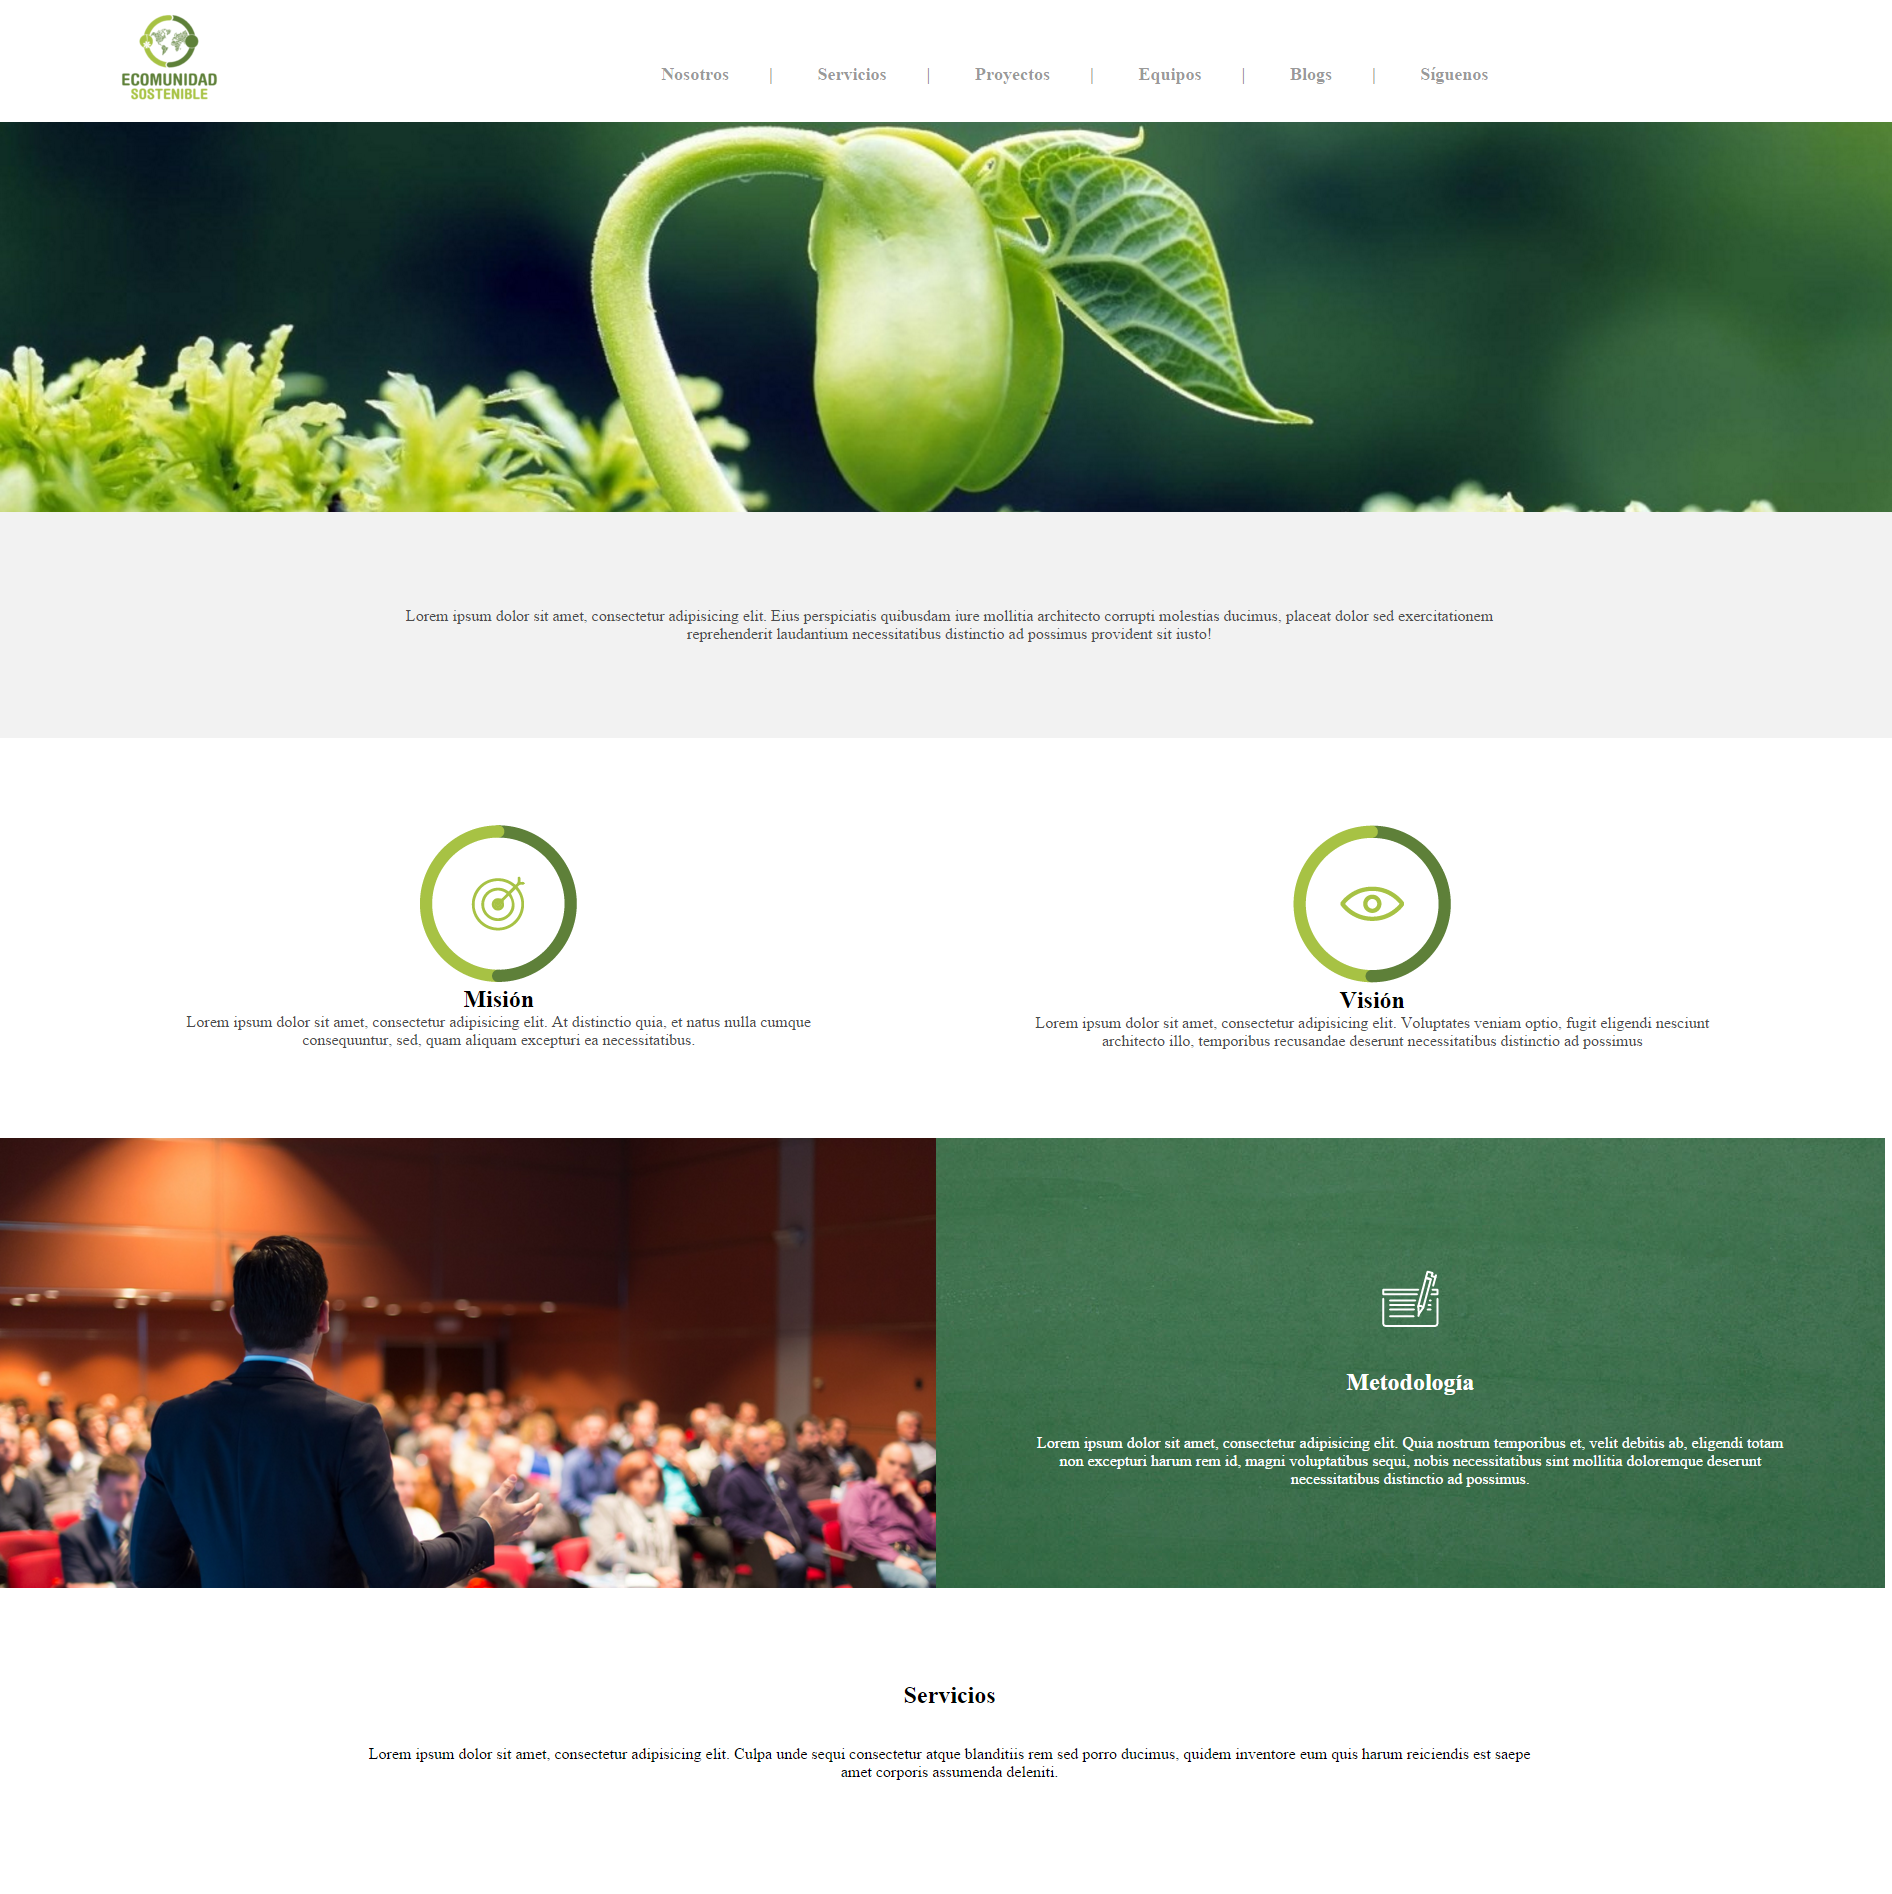 ECOMUNIDAD
SOSTENIBLE
Nosotros | Servicios | Proyectos | Equipos | Blogs | Síguenos
Lorem ipsum dolor sit amet, consectetur adipisicing elit. Eius perspiciatis quibusdam iure mollitia architecto corrupti molestias ducimus, placeat dolor sed exercitationem
reprehenderit laudantium necessitatibus distinctio ad possimus provident sit iusto!
Misión
Lorem ipsum dolor sit amet, consectetur adipisicing elit. At distinctio quia, et natus nulla cumque
consequuntur, sed, quam aliquam excepturi ea necessitatibus.
Visión
Lorem ipsum dolor sit amet, consectetur adipisicing elit. Voluptates veniam optio, fugit eligendi nesciunt
architecto illo, temporibus recusandae deserunt necessitatibus distinctio ad possimus
Metodología
Lorem ipsum dolor sit amet, consectetur adipisicing elit. Quia nostrum temporibus et, velit debitis ab, eligendi totam
non excepturi harum rem id, magni voluptatibus sequi, nobis necessitatibus sint mollitia doloremque deserunt
necessitatibus distinctio ad possimus.
Servicios
Lorem ipsum dolor sit amet, consectetur adipisicing elit. Culpa unde sequi consectetur atque blanditiis rem sed porro ducimus, quidem inventore eum quis harum reiciendis est saepe
amet corporis assumenda deleniti.